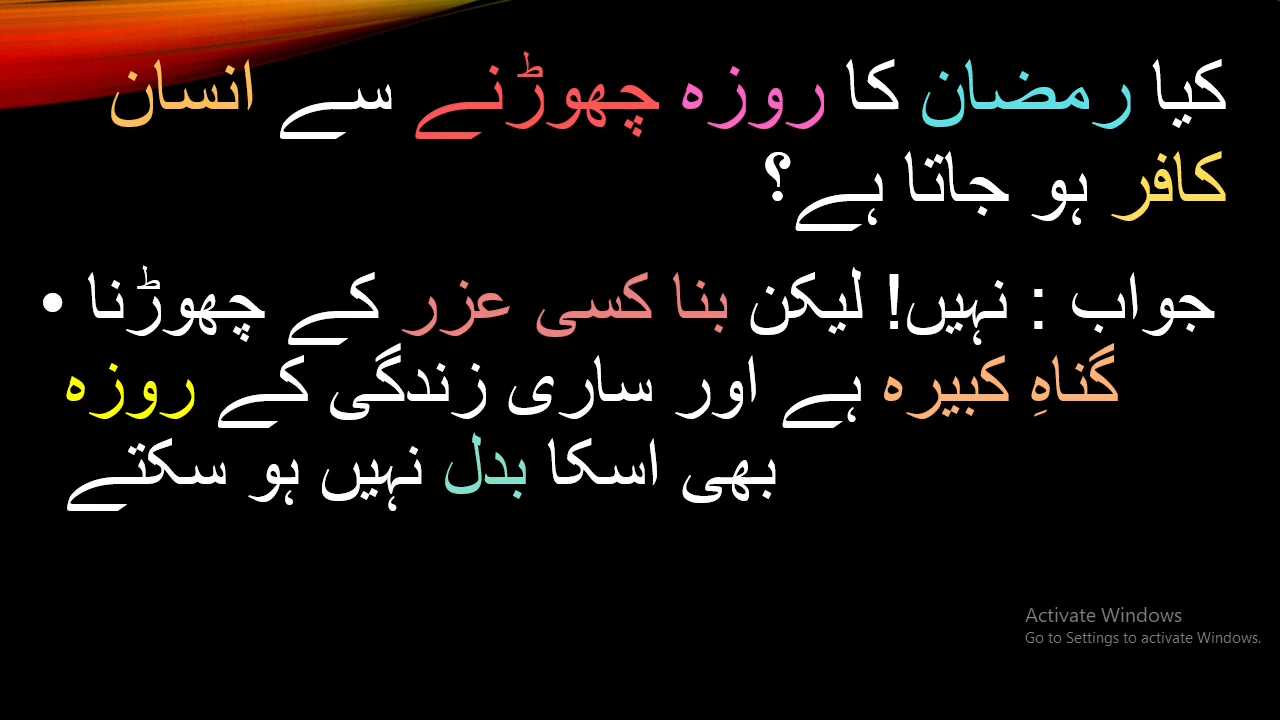 کیا رمضان کا روزہ چھوڑنے سے انسان
کافر ہو جاتا ہے؟
• جواب : نہیں! لیکن بنا کسی عزر کے چھوڑنا
گناہِ کبیرہ ہے اور ساری زندگی کے روزہ
بھی اسکا بدل نہیں ہو سکتے
Activate Windows
Go to Settings to activate Windows.